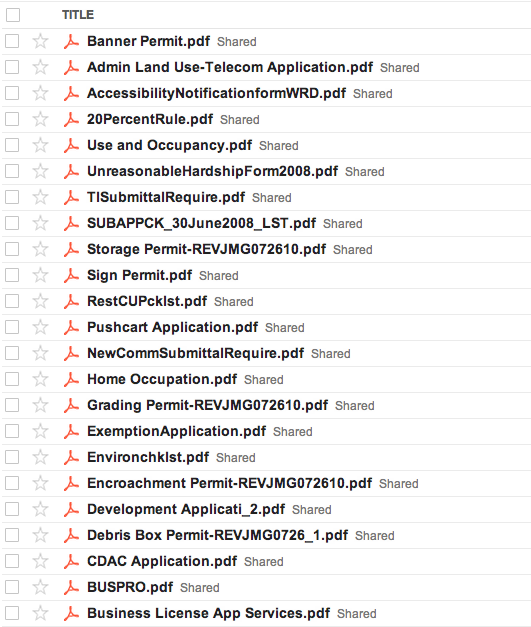 TITLE
Banner Permit.pdf Shared
Admin Land Use-Telecom Application.pdf Shared
AccessibilityNotificationformWRD.pdf Shared
20PercentRule.pdf Shared
Use and Occupancy.pdf Shared
UnreasonableHardshipForm2008.pdf Shared
TISubmittalRequire.pdf Shared
SUBAPPCK_30June2008_LST.pdf Shared
Storage Permit-REVJMG072610.pdf Shared
Sign Permit.pdf Shared
RestCUPcklst.pdf Shared
Pushcart Application.pdf Shared
NewCommSubmittalRequire.pdf Shared
Home Occupation.pdf Shared
Grading Permit-REVJMG072610.pdf Shared
ExemptionApplication.pdf Shared
Environchklst.pdf Shared
Encroachment Permit-REVJMG072610.pdf Shared
Development Applicati_2.pdf Shared
Debris Box Permit-REVJMG0726_1.pdf Shared
CDAC Application.pdf Shared
BUSPRO.pdf Shared
Business License App Services.pdf Shared